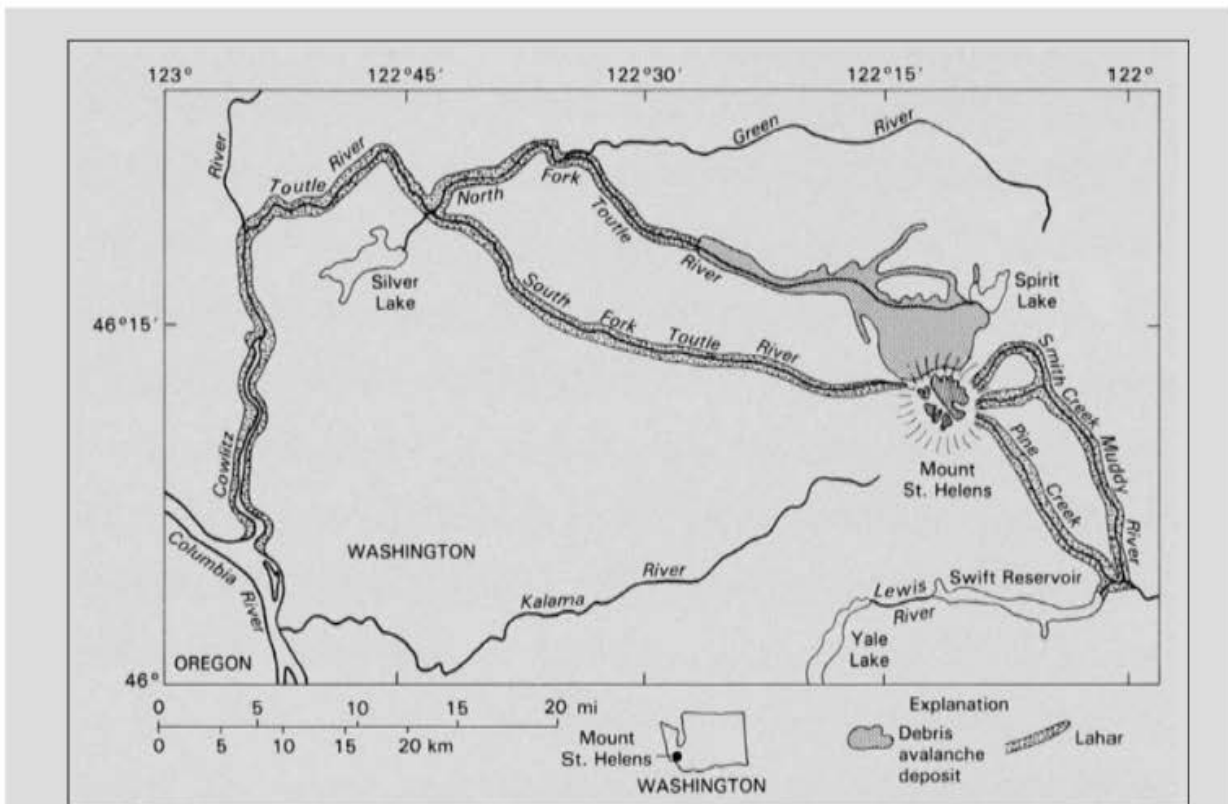 123°
122°45′
122°30′
122°15′
122°
River
Toutle River
North Fork
Toutle
River
Green River
Silver
Lake
Spirit
Lake
46°15′
South
Fork
Toutle
River
Smith
Creek
Muddy
River
Pine
Creek
Mount
St. Helens
Cowlitz
Columbia
River
WASHINGTON
Kalama River
Swift Reservoir
Lewis
River
Yale
Lake
OREGON
46°
0 5 10 15 20 mi
0 5 10 15 20 km
Mount
St. Helens
WASHINGTON
Explanation
Debris
avalanche
deposit
Lahar